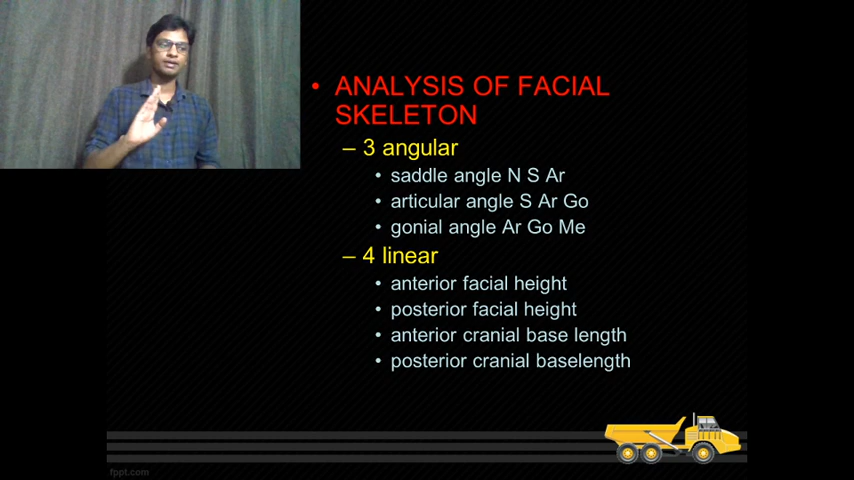 • ANALYSIS OF FACIAL
SKELETON
– 3 angular
• saddle angle N S Ar
• articular angle S Ar Go
• gonial angle Ar Go Me
– 4 linear
• anterior facial height
• posterior facial height
• anterior cranial base length
• posterior cranial baselength
fppt.com